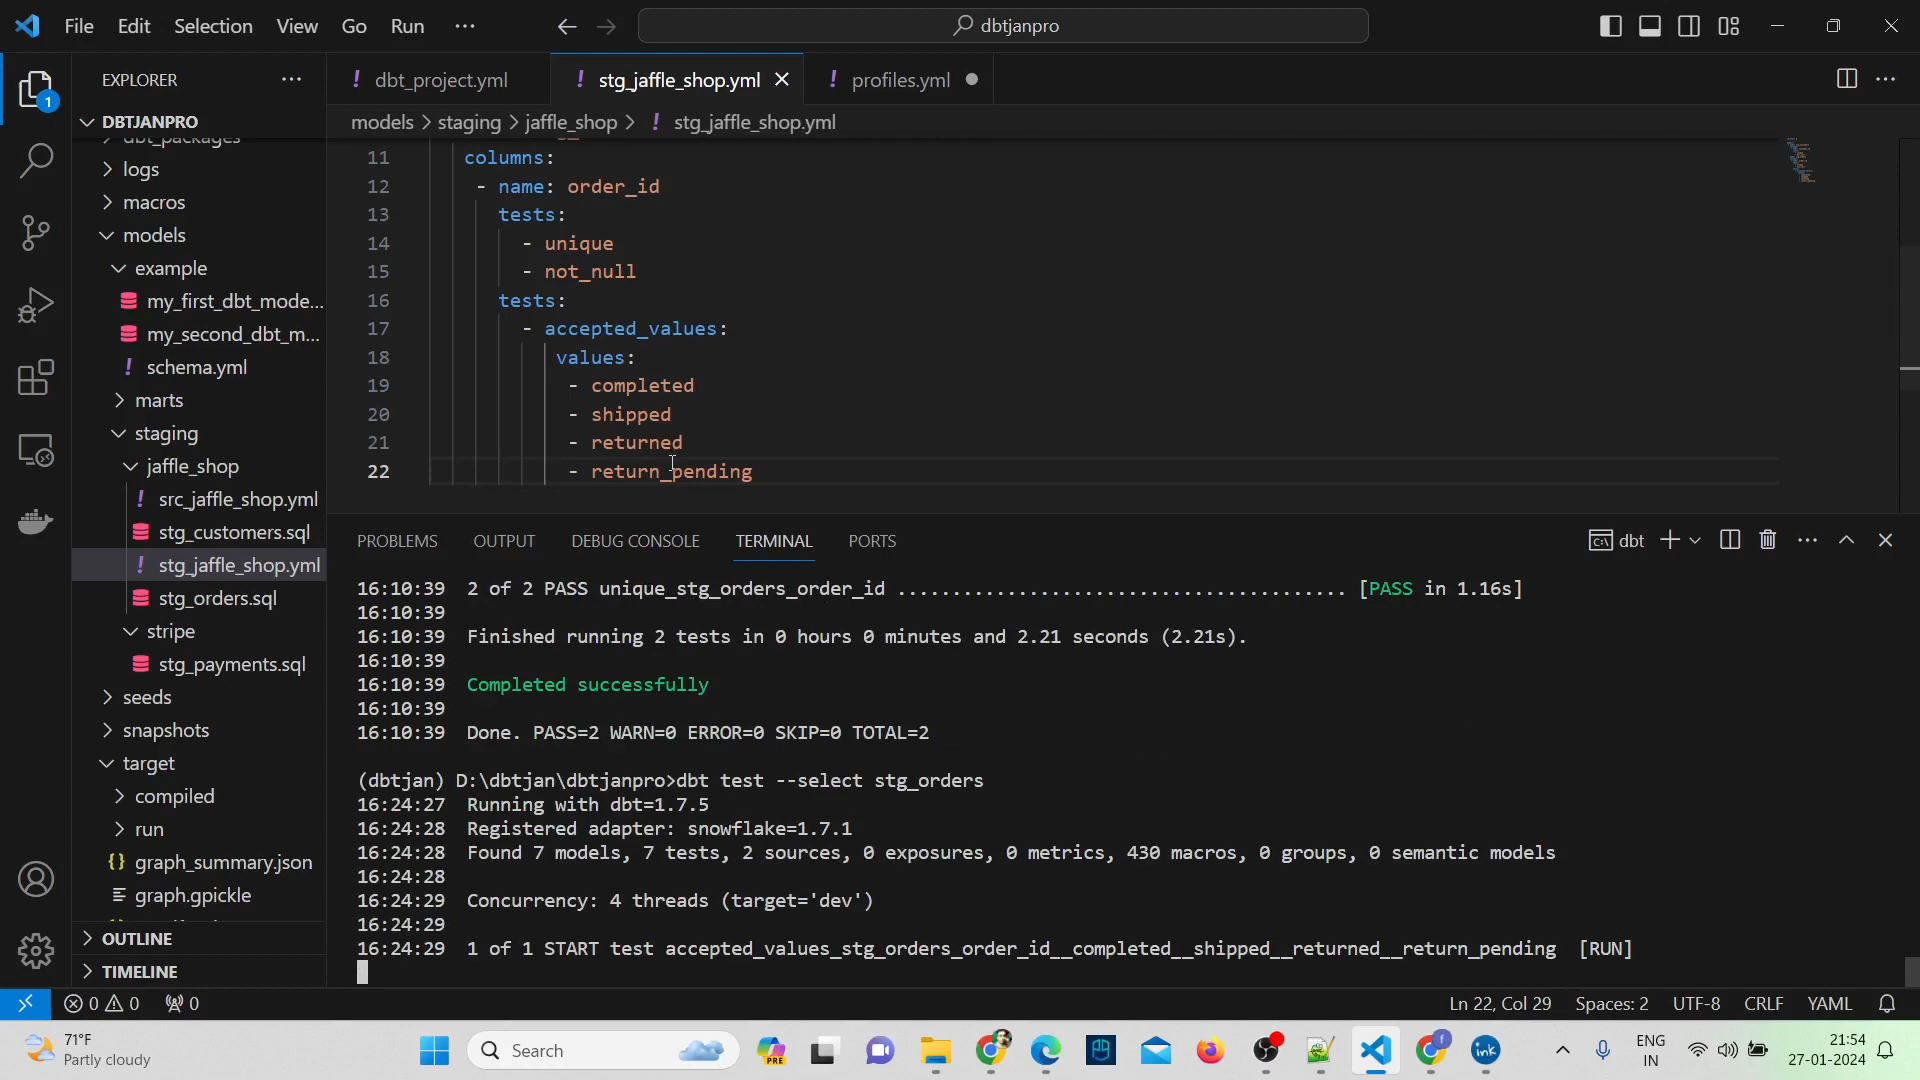 File Edit Selection View Go Run ··· dbtjanpro
EXPLORER ···
dbt_project.yml
stg_jaffle_shop.yml
profiles.yml
DBTJANPRO
models > staging > jaffle_shop > ! stg_jaffle_shop.yml
dbt_packages
logs
macros
models
example
my_first_dbt_mode...
my_second_dbt_m...
schema.yml
marts
staging
jaffle_shop
src_jaffle_shop.yml
stg_customers.sql
stg_jaffle_shop.yml
stg_orders.sql
stripe
stg_payments.sql
seeds
snapshots
target
compiled
run
graph_summary.json
graph.gpickle
OUTLINE
TIMELINE
11 columns:
12 - name: order_id
13 tests:
14 - unique
15 - not_null
16 tests:
17 - accepted_values:
18 values:
19 - completed
20 - shipped
21 - returned
22 - return_pending
PROBLEMS OUTPUT DEBUG CONSOLE TERMINAL PORTS dbt
16:10:39 2 of 2 PASS unique_stg_orders_order_id ......................................... [PASS in 1.16s]
16:10:39
16:10:39 Finished running 2 tests in 0 hours 0 minutes and 2.21 seconds (2.21s).
16:10:39
16:10:39 Completed successfully
16:10:39
16:10:39 Done. PASS=2 WARN=0 ERROR=0 SKIP=0 TOTAL=2
(dbtjan) D:\dbtjan\dbtjanpro>dbt test --select stg_orders
16:24:27 Running with dbt=1.7.5
16:24:28 Registered adapter: snowflake=1.7.1
16:24:28 Found 7 models, 7 tests, 2 sources, 0 exposures, 0 metrics, 430 macros, 0 groups, 0 semantic models
16:24:28
16:24:29 Concurrency: 4 threads (target='dev')
16:24:29
16:24:29 1 of 1 START test accepted_values_stg_orders_order_id__completed__shipped__returned__return_pending [RUN]
0 0 0 Ln 22, Col 29 Spaces: 2 UTF-8 CRLF YAML
71°F
Partly cloudy
Search
PRE
ink
ENG
IN
21:54
27-01-2024